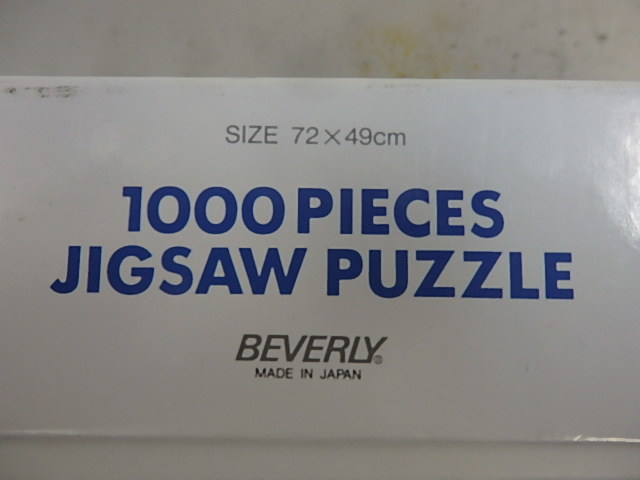 SIZE 72×49cm
1000 PIECES
JIGSAW PUZZLE
BEVERLY®
MADE IN JAPAN